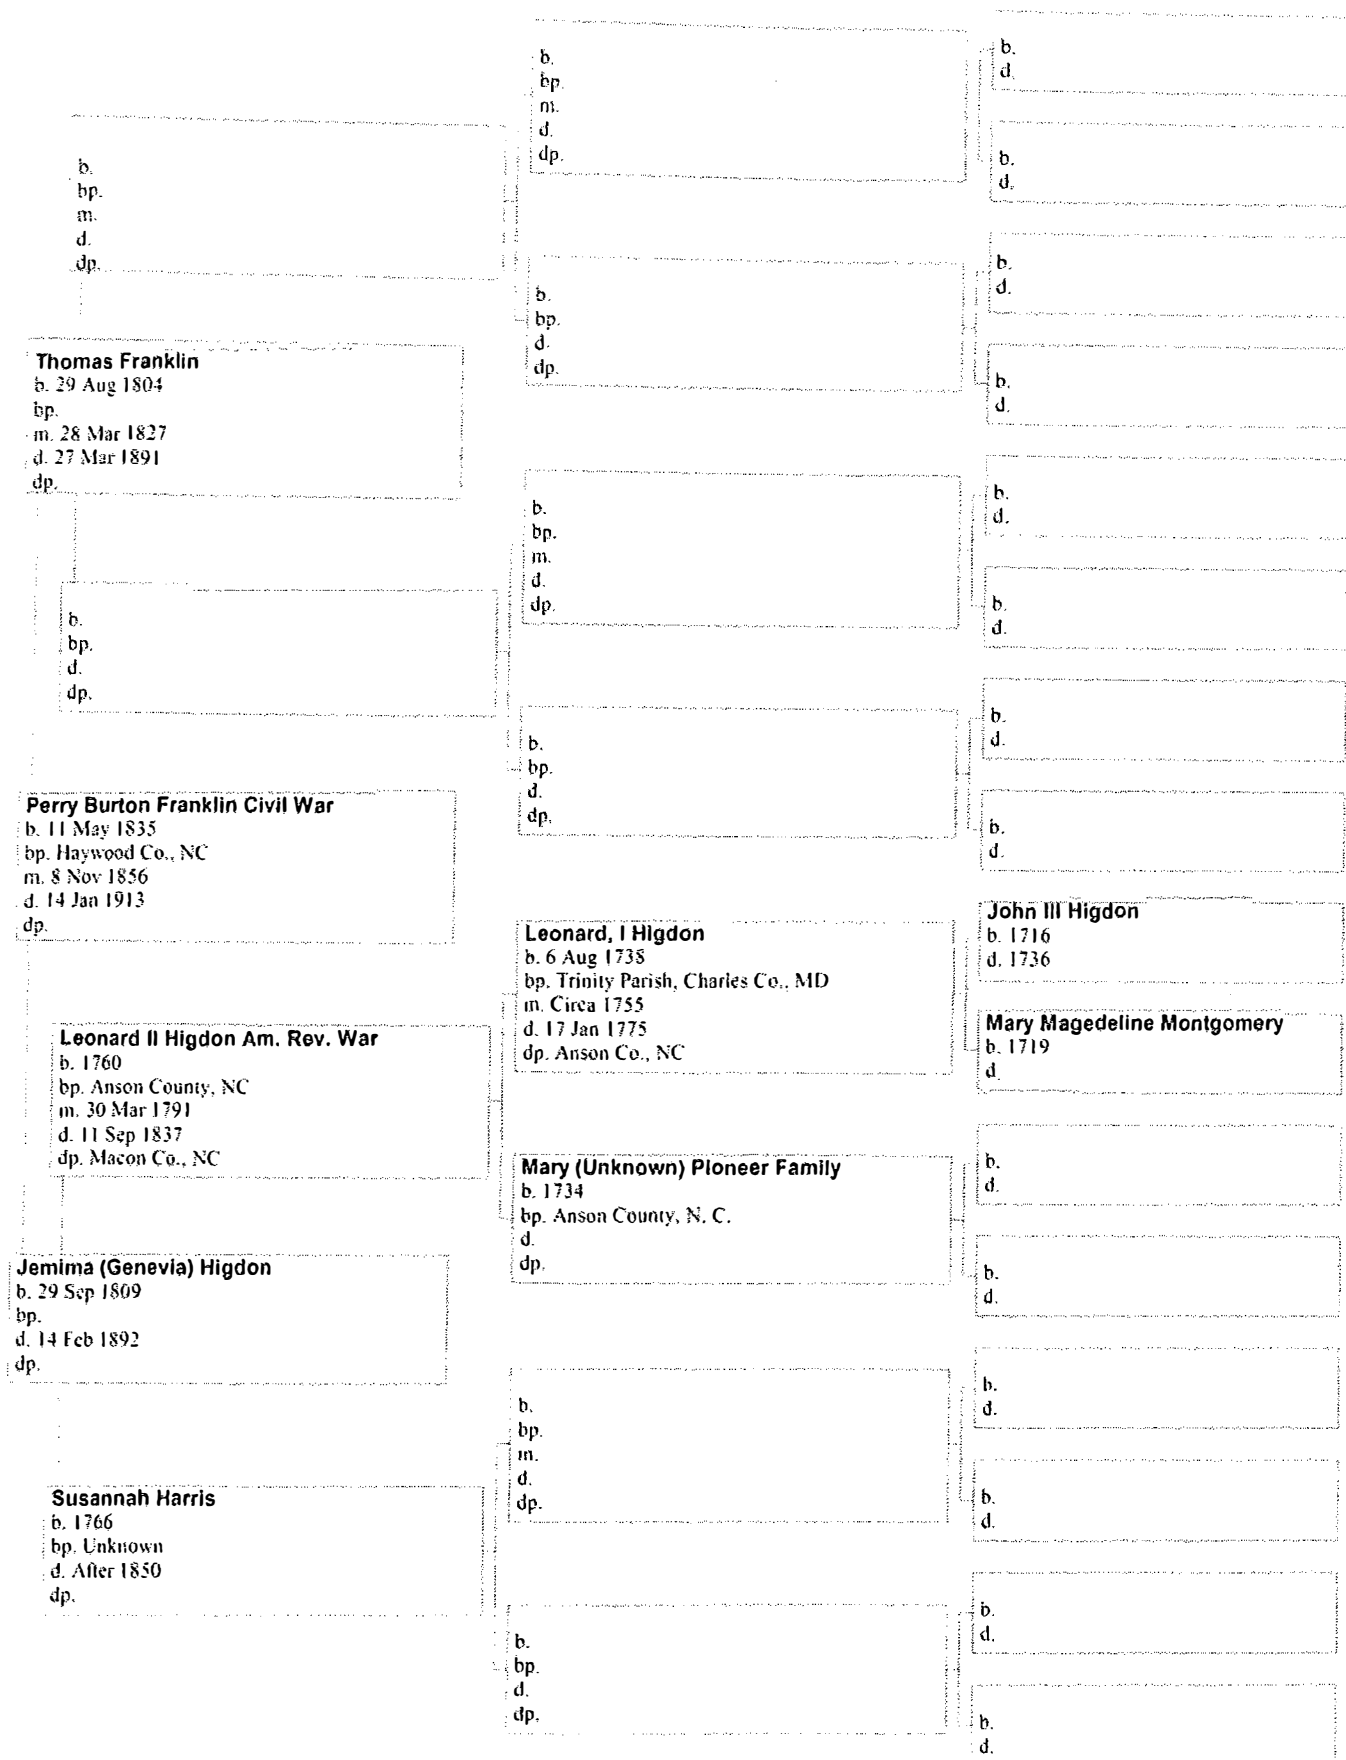 b.
bp.
m.
d.
dp.
Thomas Franklin
b. 29 Aug 1804
bp.
m. 28 Mar 1827
d. 27 Mar 1891
dp.
b.
bp.
d.
dp.
Perry Burton Franklin Civil War
b. 11 May 1835
bp. Haywood Co., NC
m. 8 Nov 1856
d. 14 Jan 1913
dp.
Leonard II Higdon Am. Rev. War
b. 1760
bp. Anson County, NC
m. 30 Mar 1791
d. 11 Sep 1837
dp. Macon Co., NC
Jemima (Genevia) Higdon
b. 29 Sep 1809
bp.
d. 14 Feb 1892
dp.
Susannah Harris
b. 1766
bp. Unknown
d. After 1850
dp.
b.
bp.
m.
d.
dp.
b.
bp.
d.
dp.
b.
bp.
m.
d.
dp.
b.
bp.
d.
dp.
Leonard, I Higdon
b. 6 Aug 1738
bp. Trinity Parish, Charles Co., MD
m. Circa 1755
d. 17 Jan 1775
dp. Anson Co., NC
Mary (Unknown) Pioneer Family
b. 1734
bp. Anson County, N. C.
d.
dp.
b.
bp.
m.
d.
dp.
b.
bp.
d.
dp.
b.
d.
b.
d.
b.
d.
b.
d.
b.
d.
b.
d.
b.
d.
b.
d.
John III Higdon
b. 1716
d. 1736
Mary Magedeline Montgomery
b. 1719
d.
b.
d.
b.
d.
b.
d.
b.
d.
b.
d.
b.
d.